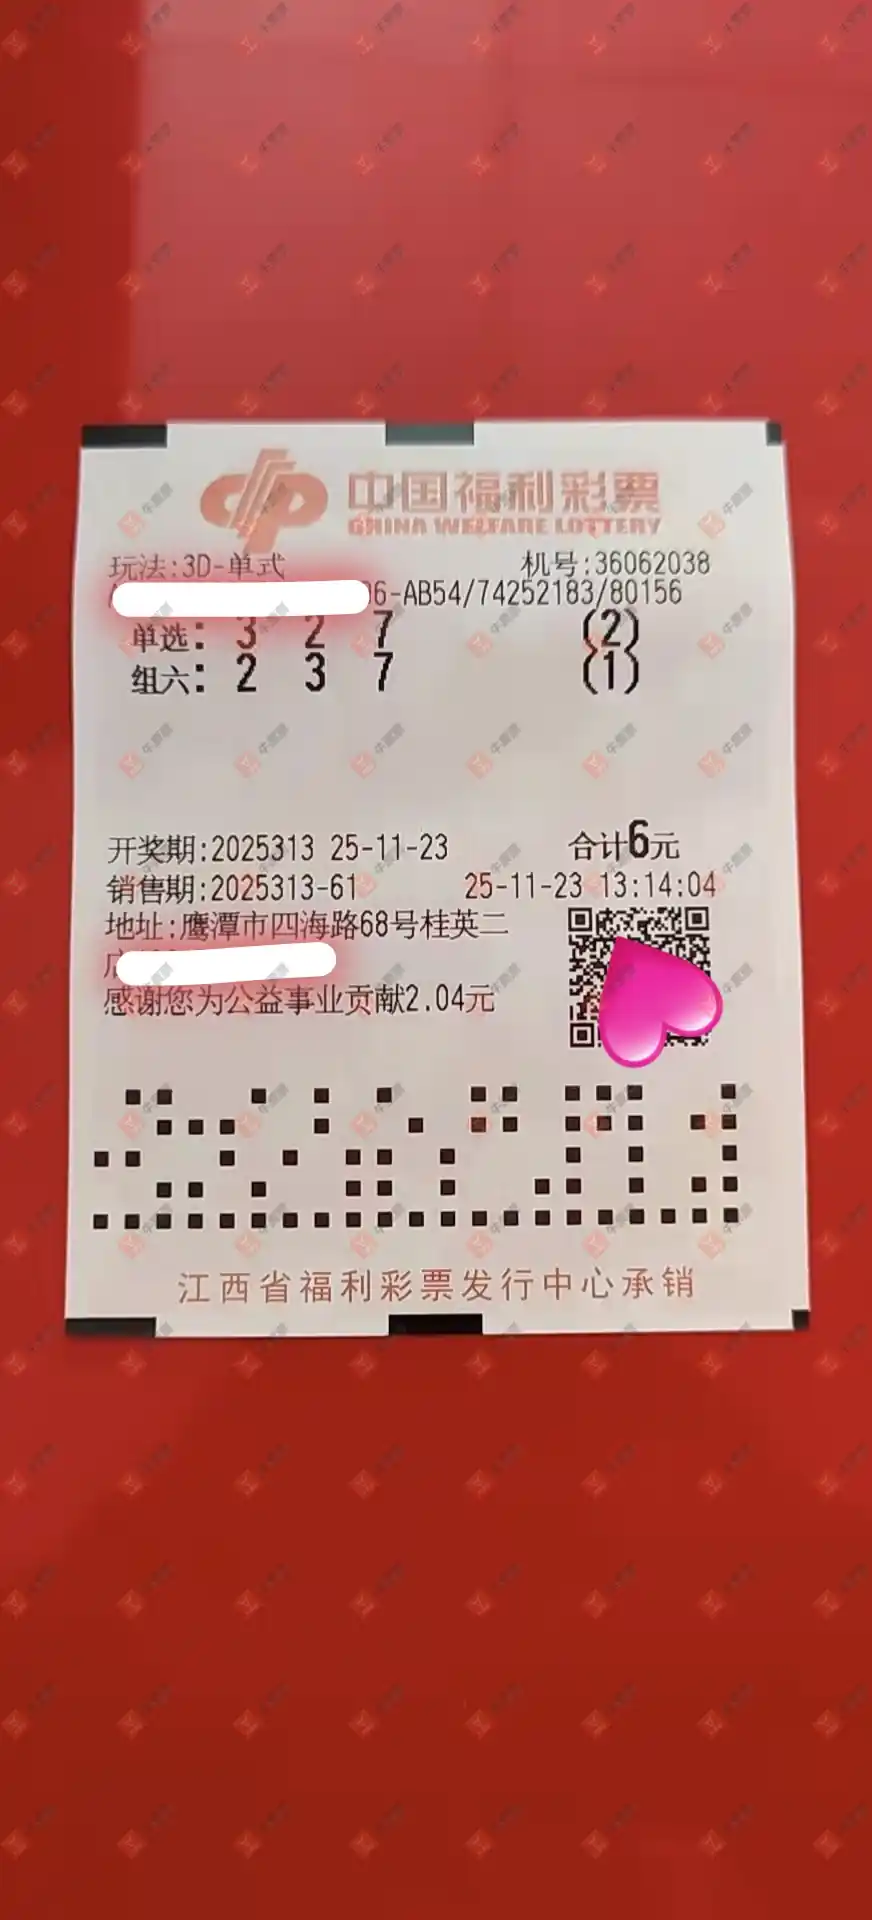 中国福利彩票
CHINA WELFARE LOTTERY
玩法:3D-单式 机号:36062038
06-AB54/74252183/80156
单选: 3 2 7 (2)
组六: 2 3 7 (1)
开奖期:2025313 25-11-23 合计6元
销售期:2025313-61 25-11-23 13:14:04
地址:鹰潭市四海路68号桂英二
店
感谢您为公益事业贡献2.04元
江西省福利彩票发行中心承销